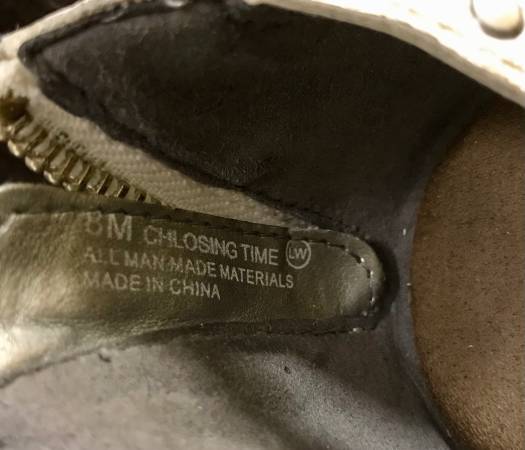 8M CHLOSING TIME LW
ALL MAN MADE MATERIALS
MADE IN CHINA